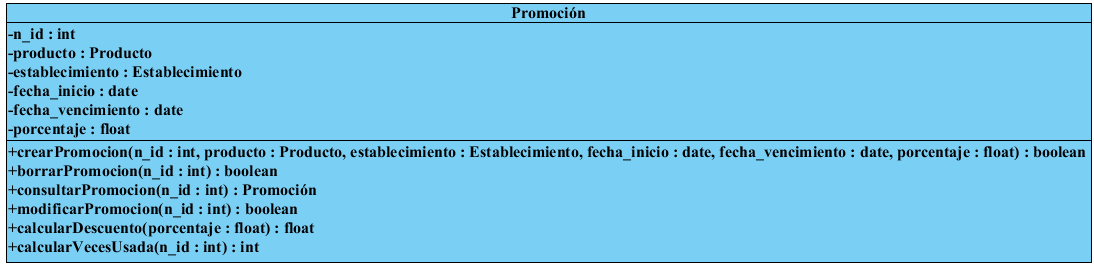 Promoción
-n_id : int
-producto : Producto
-establecimiento : Establecimiento
-fecha_inicio : date
-fecha_vencimiento : date
-porcentaje : float
+crearPromocion(n_id : int, producto : Producto, establecimiento : Establecimiento, fecha_inicio : date, fecha_vencimiento : date, porcentaje : float) : boolean
+borrarPromocion(n_id : int) : boolean
+consultarPromocion(n_id : int) : Promoción
+modificarPromocion(n_id : int) : boolean
+calcularDescuento(porcentaje : float) : float
+calcularVecesUsada(n_id : int) : int